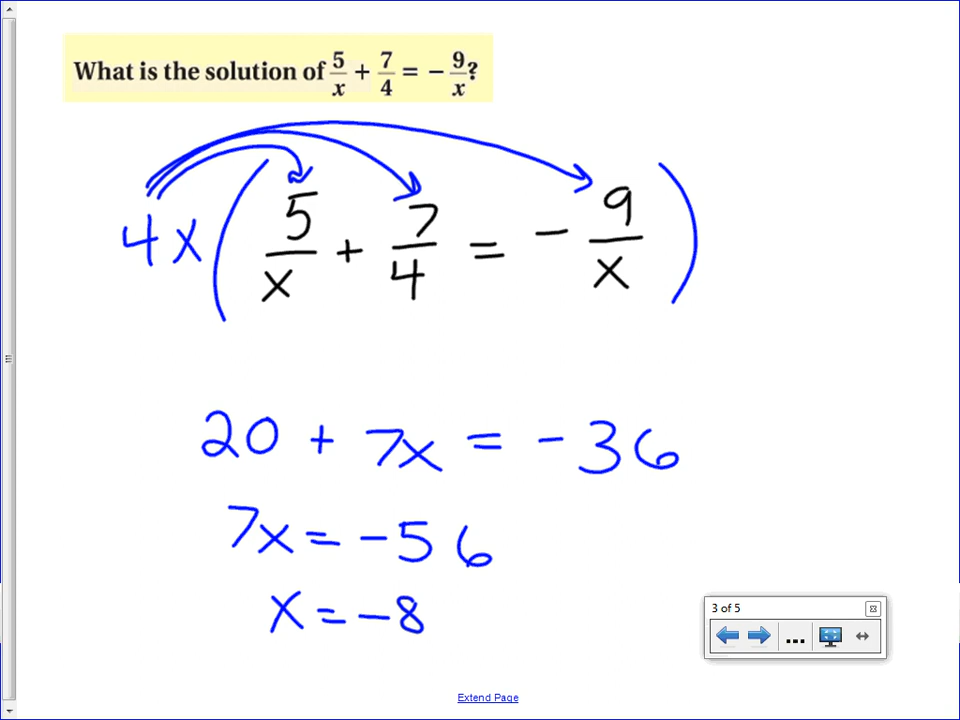 What is the solution of 5/x + 7/4 = - 9/x?
4x ( 5/x + 7/4 = - 9/x )
20 + 7x = -36
7x = -56
x = -8
3 of 5
...
Extend Page